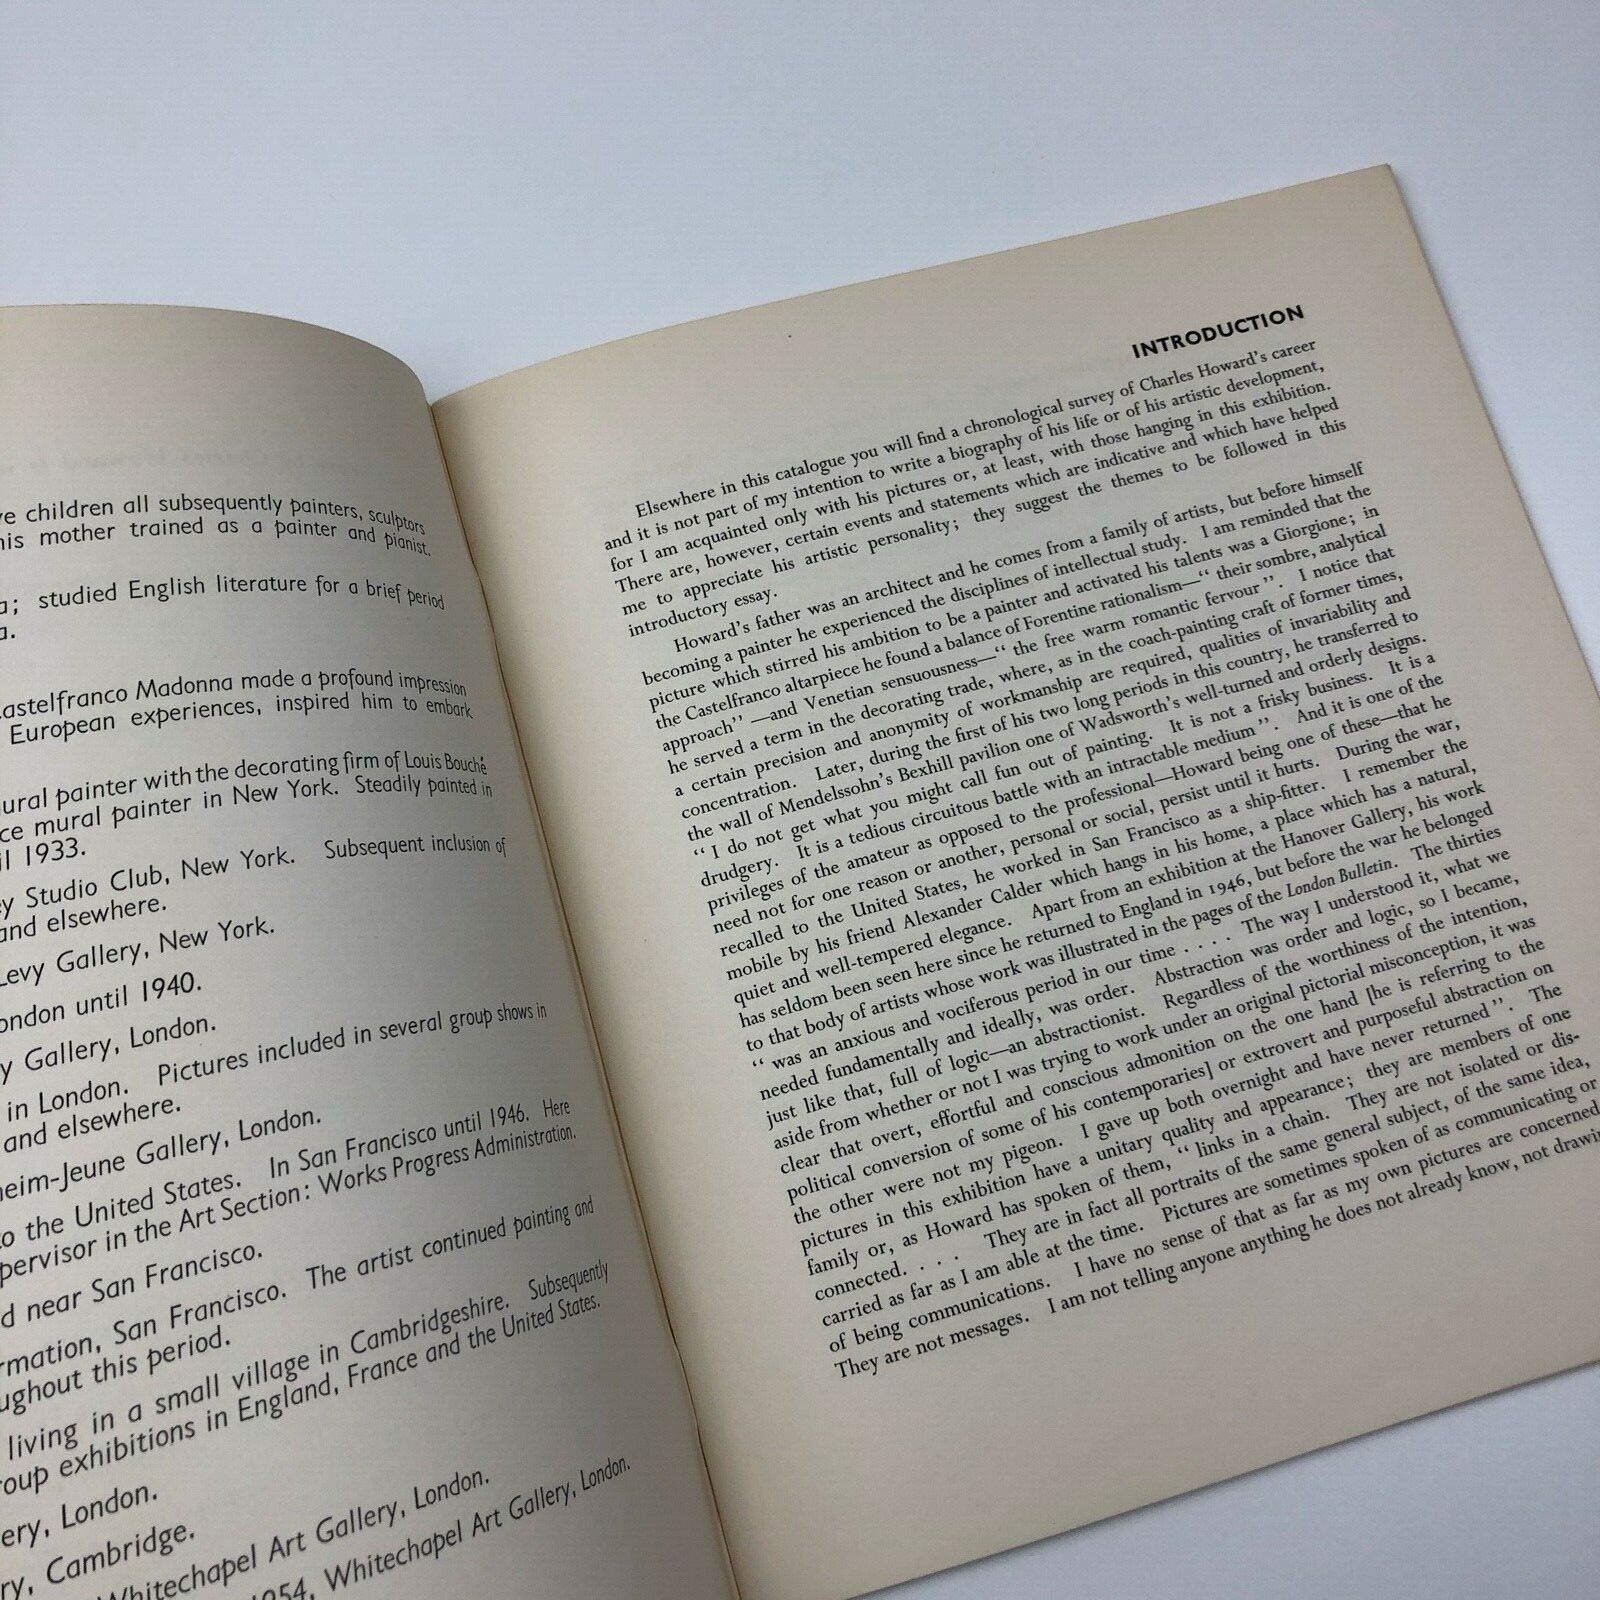 ve children all subsequently painters, sculptors
his mother trained as a painter and pianist.
a; studied English literature for a brief period
a.
Castelfranco Madonna made a profound impression
European experiences, inspired him to embark
mural painter with the decorating firm of Louis Bouché
ce mural painter in New York. Steadily painted in
il 1933.
ey Studio Club, New York. Subsequent inclusion of
and elsewhere.
Levy Gallery, New York.
ondon until 1940.
y Gallery, London.
in London. Pictures included in several group shows in
and elsewhere.
heim-Jeune Gallery, London.
to the United States. In San Francisco until 1946. Here
pervisor in the Art Section: Works Progress Administration.
d near San Francisco.
rmation, San Francisco. The artist continued painting and
ughout this period.
living in a small village in Cambridgeshire. Subsequently
roup exhibitions in England, France and the United States.
ery, London.
ry, Cambridge.
Whitechapel Art Gallery, London.
1954, Whitechapel Art Gallery, London.
INTRODUCTION
Elsewhere in this catalogue you will find a chronological survey of Charles Howard's career
and it is not part of my intention to write a biography of his life or of his artistic development,
for I am acquainted only with his pictures or, at least, with those hanging in this exhibition.
There are, however, certain events and statements which are indicative and which have helped
me to appreciate his artistic personality; they suggest the themes to be followed in this
introductory essay.
Howard's father was an architect and he comes from a family of artists, but before himself
becoming a painter he experienced the disciplines of intellectual study. I am reminded that the
picture which stirred his ambition to be a painter and activated his talents was a Giorgione; in
the Castelfranco altarpiece he found a balance of Forentine rationalism—“ their sombre, analytical
approach” —and Venetian sensuousness—“ the free warm romantic fervour ”. I notice that
he served a term in the decorating trade, where, as in the coach-painting craft of former times,
a certain precision and anonymity of workmanship are required, qualities of invariability and
concentration. Later, during the first of his two long periods in this country, he transferred to
the wall of Mendelssohn's Bexhill pavilion one of Wadsworth's well-turned and orderly designs.
“ I do not get what you might call fun out of painting. It is not a frisky business. It is a
drudgery. It is a tedious circuitous battle with an intractable medium ”. And it is one of the
privileges of the amateur as opposed to the professional—Howard being one of these—that he
need not for one reason or another, personal or social, persist until it hurts. During the war,
recalled to the United States, he worked in San Francisco as a ship-fitter. I remember the
mobile by his friend Alexander Calder which hangs in his home, a place which has a natural,
quiet and well-tempered elegance. Apart from an exhibition at the Hanover Gallery, his work
has seldom been seen here since he returned to England in 1946, but before the war he belonged
to that body of artists whose work was illustrated in the pages of the London Bulletin. The thirties
“ was an anxious and vociferous period in our time . . . . The way I understood it, what we
needed fundamentally and ideally, was order. Abstraction was order and logic, so I became,
just like that, full of logic—an abstractionist. Regardless of the worthiness of the intention,
aside from whether or not I was trying to work under an original pictorial misconception, it was
clear that overt, effortful and conscious admonition on the one hand [he is referring to the
political conversion of some of his contemporaries] or extrovert and purposeful abstraction on
the other were not my pigeon. I gave up both overnight and have never returned ”. The
pictures in this exhibition have a unitary quality and appearance; they are members of one
family or, as Howard has spoken of them, “ links in a chain. They are not isolated or dis-
connected. . . . They are in fact all portraits of the same general subject, of the same idea,
carried as far as I am able at the time. Pictures are sometimes spoken of as communicating or
of being communications. I have no sense of that as far as my own pictures are concerned
They are not messages. I am not telling anyone anything he does not already know, not drawin